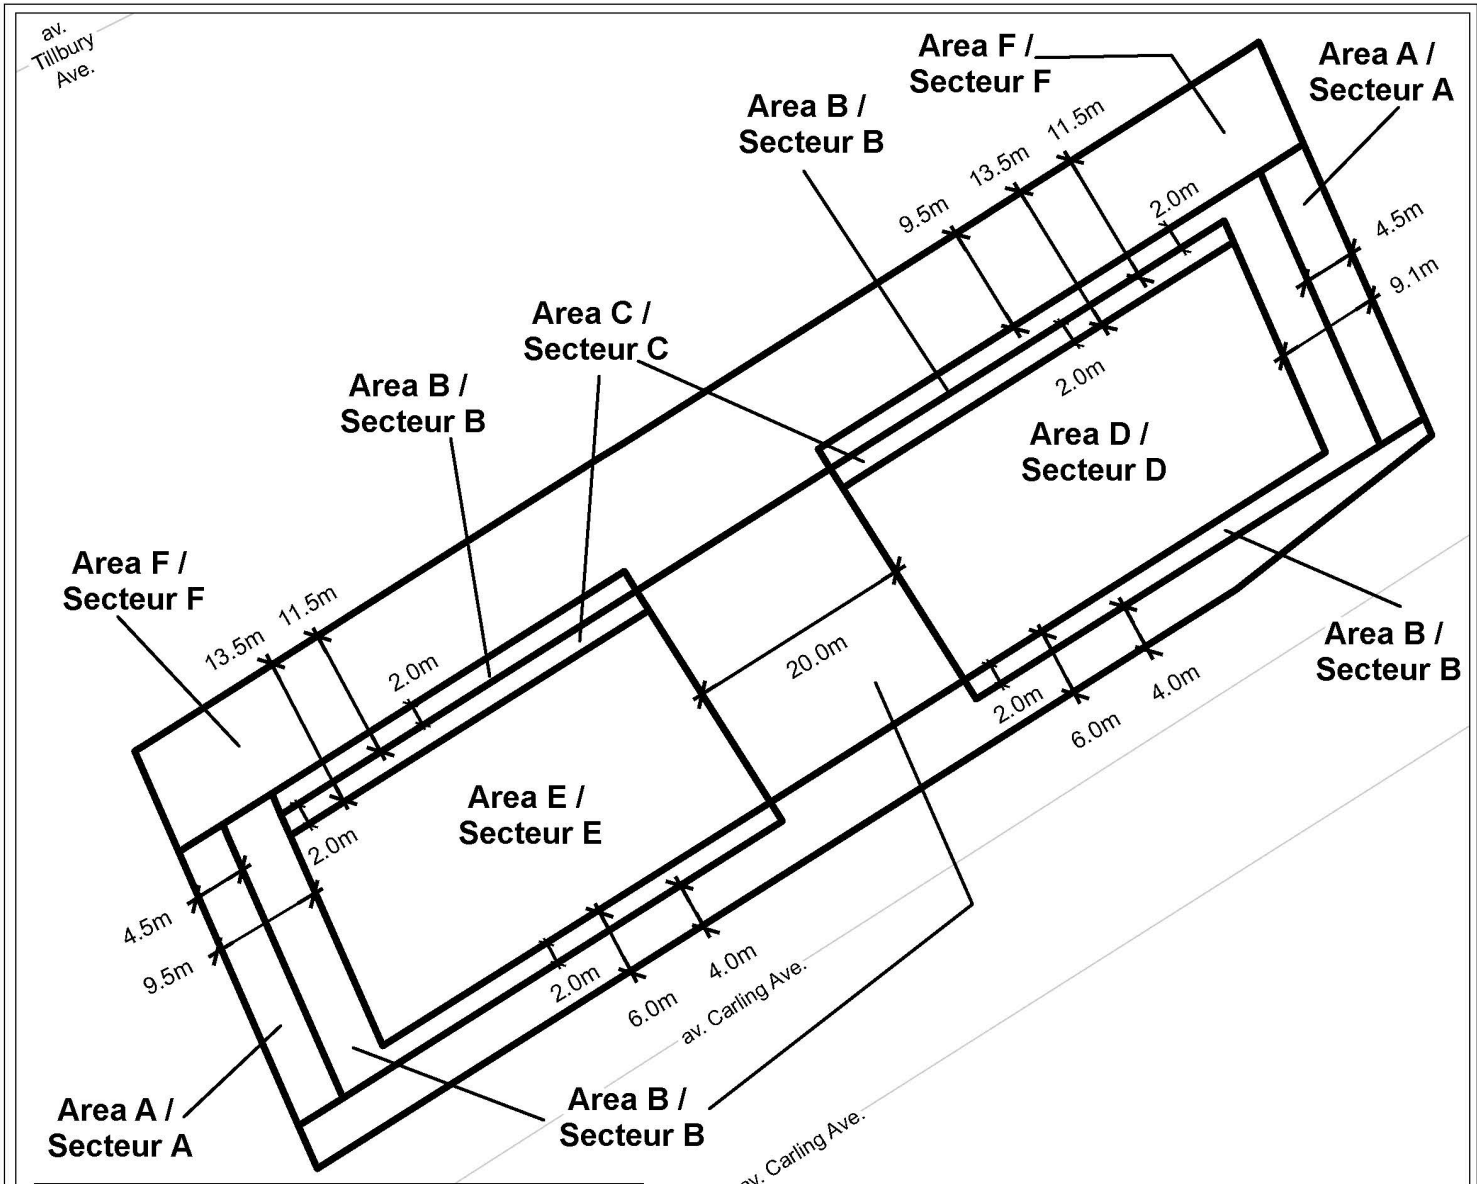 av.
Tillbury
Ave.
Area F /
Secteur F
Area A /
Secteur A
Area B /
Secteur B
11.5m
13.5m
9.5m
2.0m
4.5m
9.1m
Area C /
Secteur C
2.0m
Area B /
Secteur B
Area D /
Secteur D
Area F /
Secteur F
11.5m
13.5m
2.0m
20.0m
Area B /
Secteur B
2.0m
4.0m
6.0m
Area E /
Secteur E
2.0m
4.5m
9.5m
2.0m
4.0m
6.0m
av. Carling Ave.
Area A /
Secteur A
Area B /
Secteur B
av. Carling Ave.